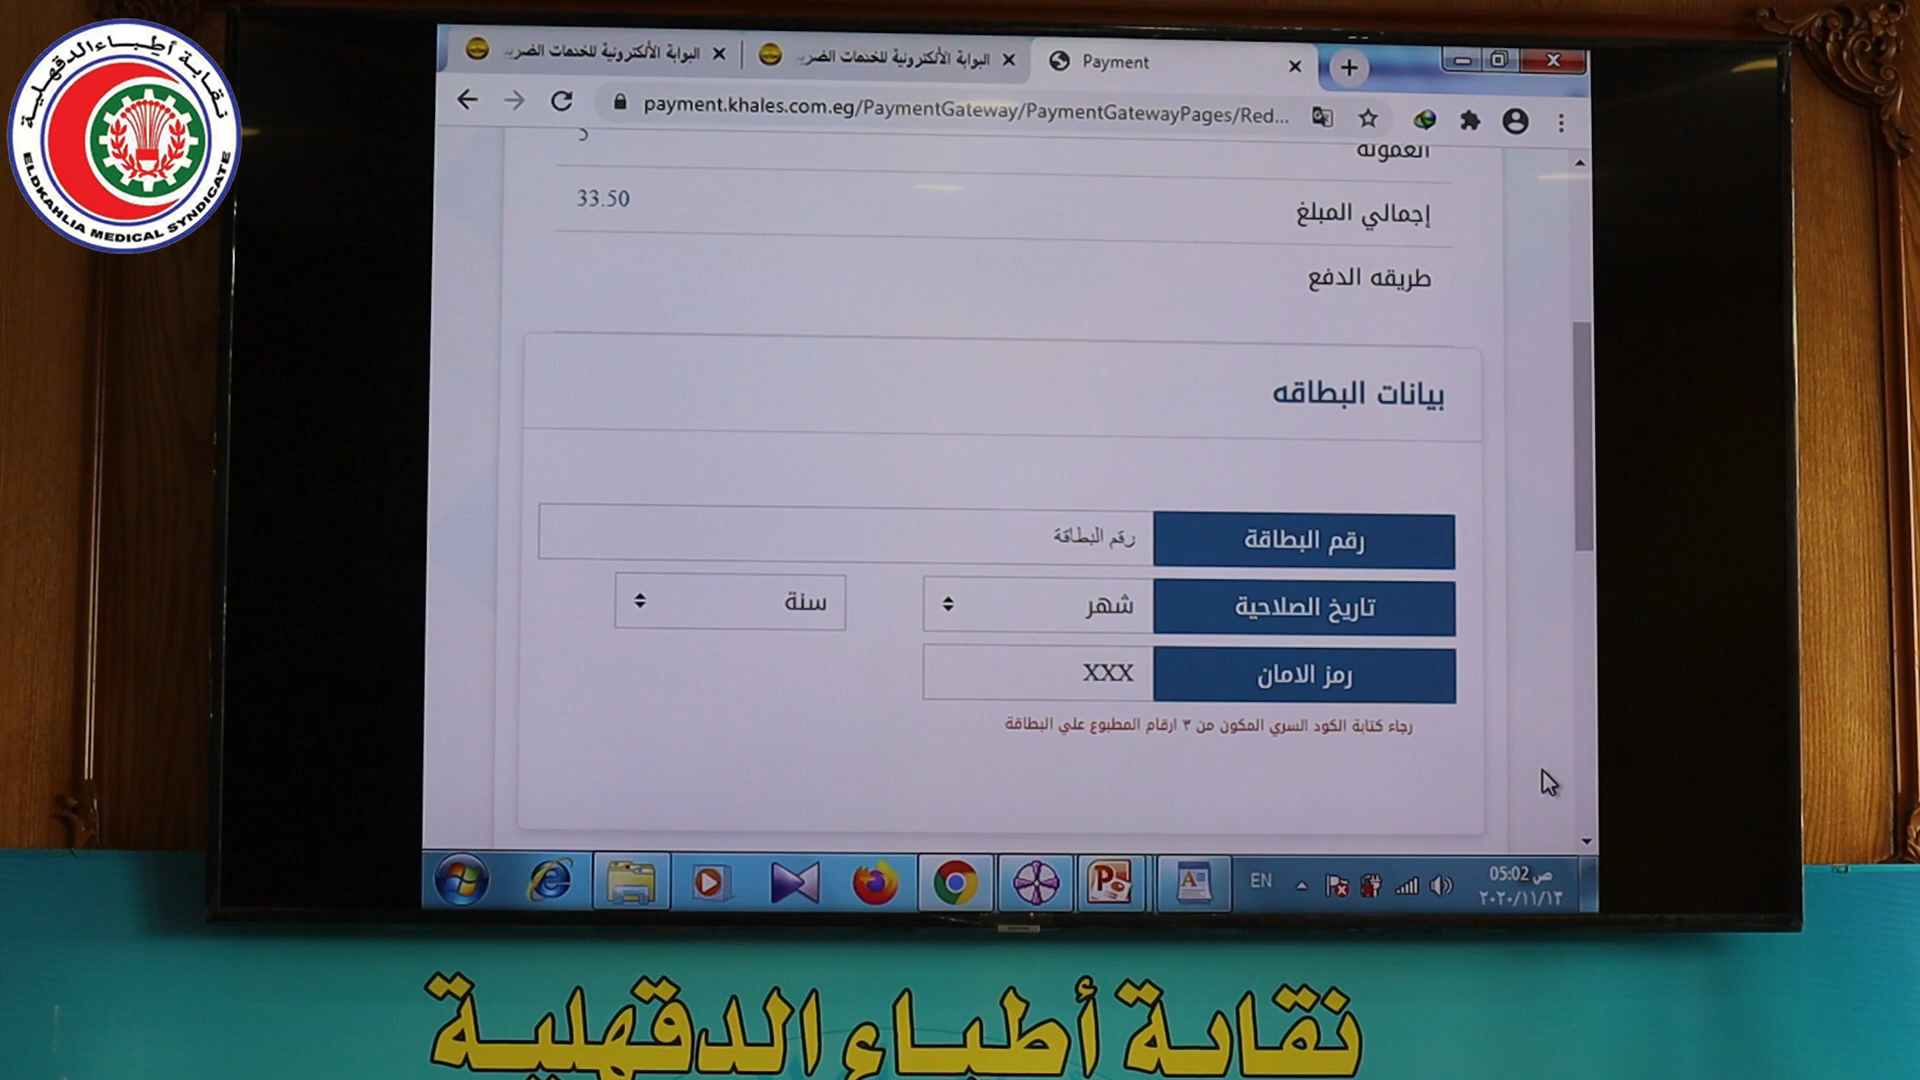 نقابة أطباء الدقهلية
ELDKAHLIA MEDICAL SYNDICATE
البوابة الألكترونية للخدمات الضريـ
البوابة الألكترونية للخدمات الضريـ
Payment
payment.khales.com.eg/PaymentGateway/PaymentGatewayPages/Red...
العمولة
إجمالي المبلغ 33.50
طريقه الدفع
بيانات البطاقه
رقم البطاقة رقم البطاقة
تاريخ الصلاحية شهر سنة
رمز الامان XXX
رجاء كتابة الكود السري المكون من ٣ ارقام المطبوع علي البطاقة
EN
05:02 ص
٢٠٢٠/١١/١٣
نقابة أطباء الدقهلية